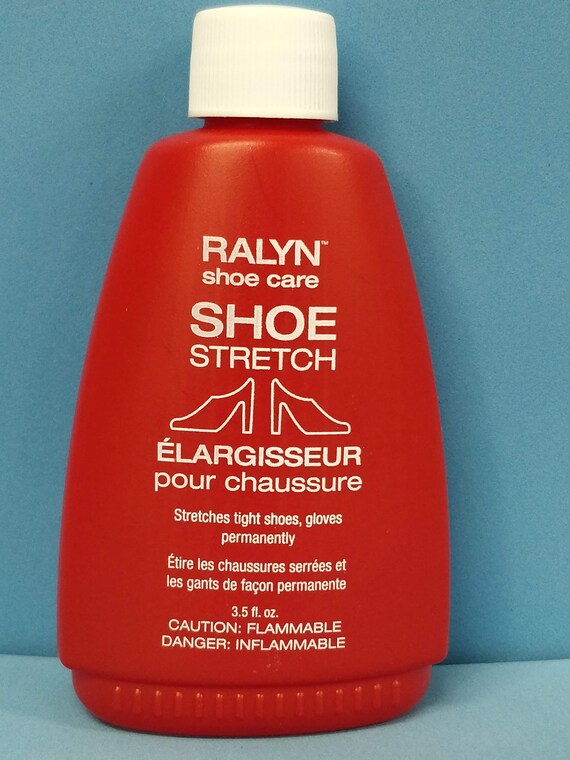 RALYN™
shoe care
SHOE
STRETCH
ÉLARGISSEUR
pour chaussure
Stretches tight shoes, gloves
permanently
Étire les chaussures serrées et
les gants de façon permanente
3.5 fl. oz.
CAUTION: FLAMMABLE
DANGER: INFLAMMABLE